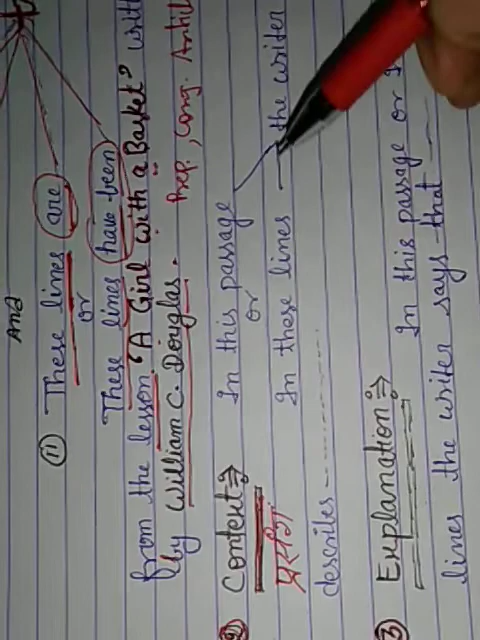 And
(ii) These lines are
or
These lines have been
from the lesson "A Girl with a Basket" writ
by William C. Douglas. Prep., Conj. Antic
(2) Context⇒ In this passage
प्रसंग or
In these lines the writer
describes
(3) Explanation⇒ In this passage or I
lines the writer says that